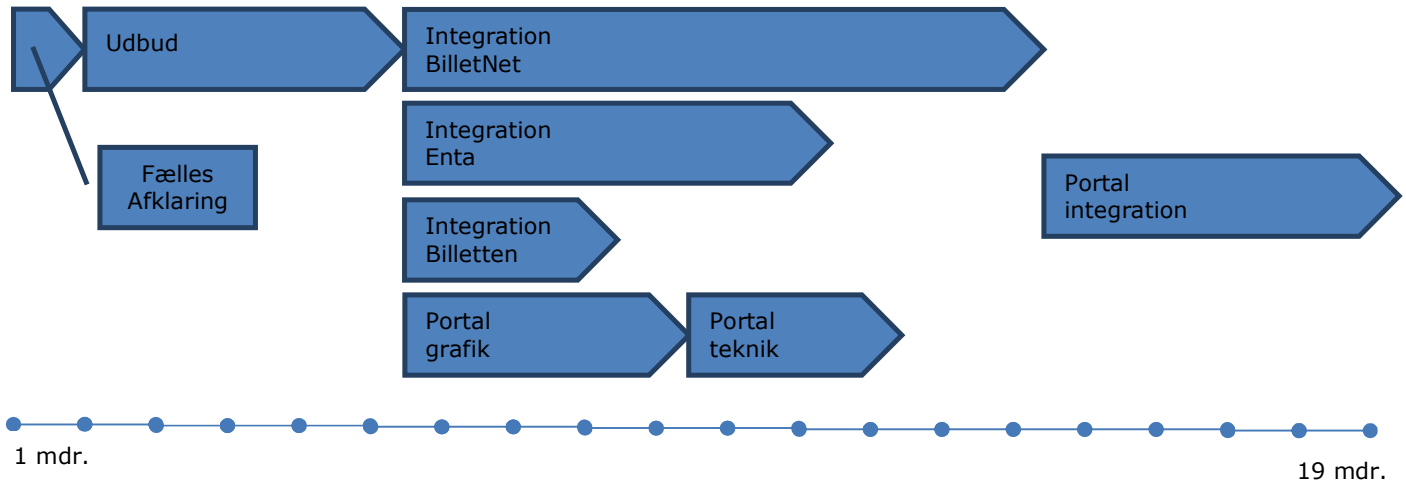 Udbud
Integration
BilletNet
Integration
Enta
Fælles
Afklaring
Portal
integration
Integration
Billetten
Portal
grafik
Portal
teknik
1 mdr.
19 mdr.